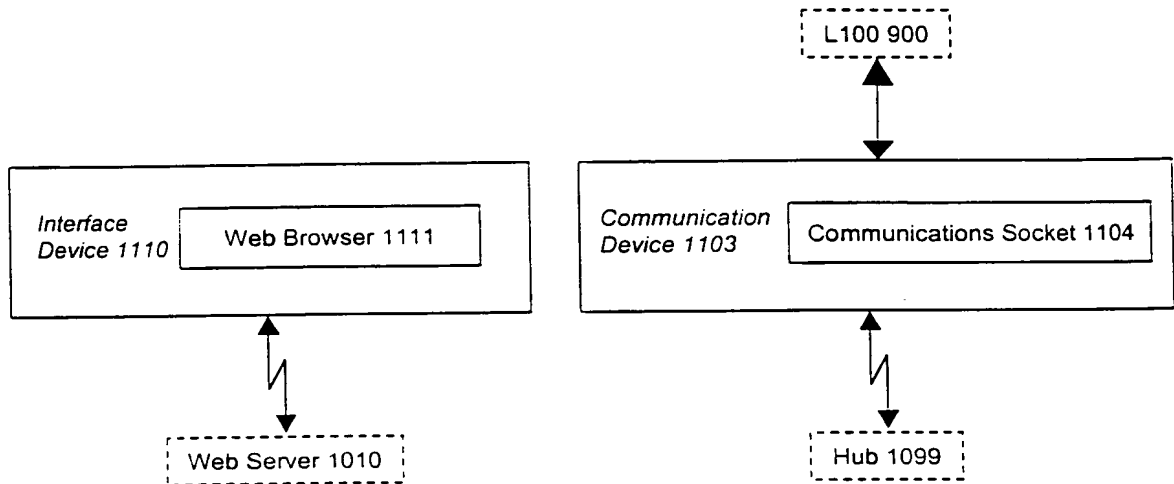 L100 900
Interface
Device 1110
Web Browser 1111
Communication
Device 1103
Communications Socket 1104
Web Server 1010
Hub 1099